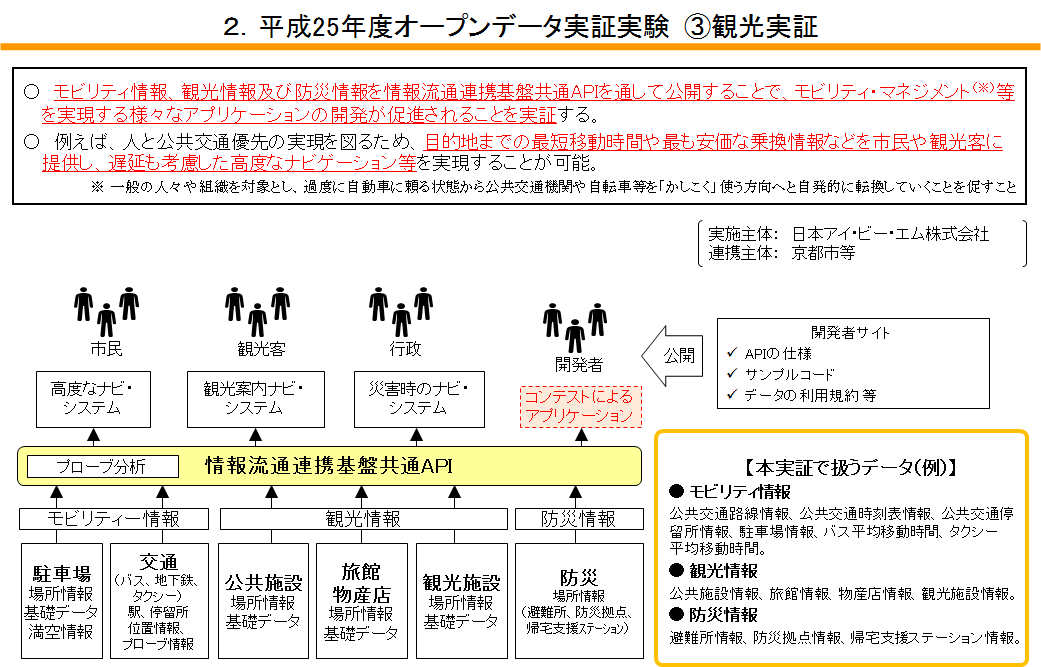 ２．平成25年度オープンデータ実証実験 ③観光実証
○ モビリティ情報、観光情報及び防災情報を情報流通連携基盤共通APIを通して公開することで、モビリティ・マネジメント(※)等
を実現する様々なアプリケーションの開発が促進されることを実証する。
○ 例えば、人と公共交通優先の実現を図るため、目的地までの最短移動時間や最も安価な乗換情報などを市民や観光客に
提供し、遅延も考慮した高度なナビゲーション等を実現することが可能。
※ 一般の人々や組織を対象とし、過度に自動車に頼る状態から公共交通機関や自転車等を「かしこく」使う方向へと自発的に転換していくことを促すこと
実施主体： 日本アイ・ビー・エム株式会社
連携主体： 京都市等
市民
観光客
行政
開発者
公開
開発者サイト
✓ APIの仕様
✓ サンプルコード
✓ データの利用規約 等
高度なナビ・
システム
観光案内ナビ・
システム
災害時のナビ・
システム
コンテストによる
アプリケーション
プローブ分析
情報流通連携基盤共通API
モビリティー情報
観光情報
防災情報
駐車場
場所情報
基礎データ
満空情報
交通
（バス、地下鉄、
タクシー）
駅、停留所
位置情報、
プローブ情報
公共施設
場所情報
基礎データ
旅館
物産店
場所情報
基礎データ
観光施設
場所情報
基礎データ
防災
場所情報
（避難所、防災拠点、
帰宅支援ステーション）
【本実証で扱うデータ(例)】
● モビリティ情報
公共交通路線情報、公共交通時刻表情報、公共交通停
留所情報、駐車場情報、バス平均移動時間、タクシー
平均移動時間。
● 観光情報
公共施設情報、旅館情報、物産店情報、観光施設情報。
● 防災情報
避難所情報、防災拠点情報、帰宅支援ステーション情報。